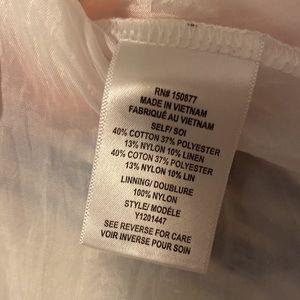 RN# 150877
MADE IN VIETNAM
FABRIQUÉ AU VIETNAM
SELF/ SOI
40% COTTON 37% POLYESTER
13% NYLON 10% LINEN
40% COTON 37% POLYESTER
13% NYLON 10% LIN
LINNING/ DOUBLURE
100% NYLON
STYLE/ MODÉLE
Y1201447
SEE REVERSE FOR CARE
VOIR INVERSE POUR SOIN